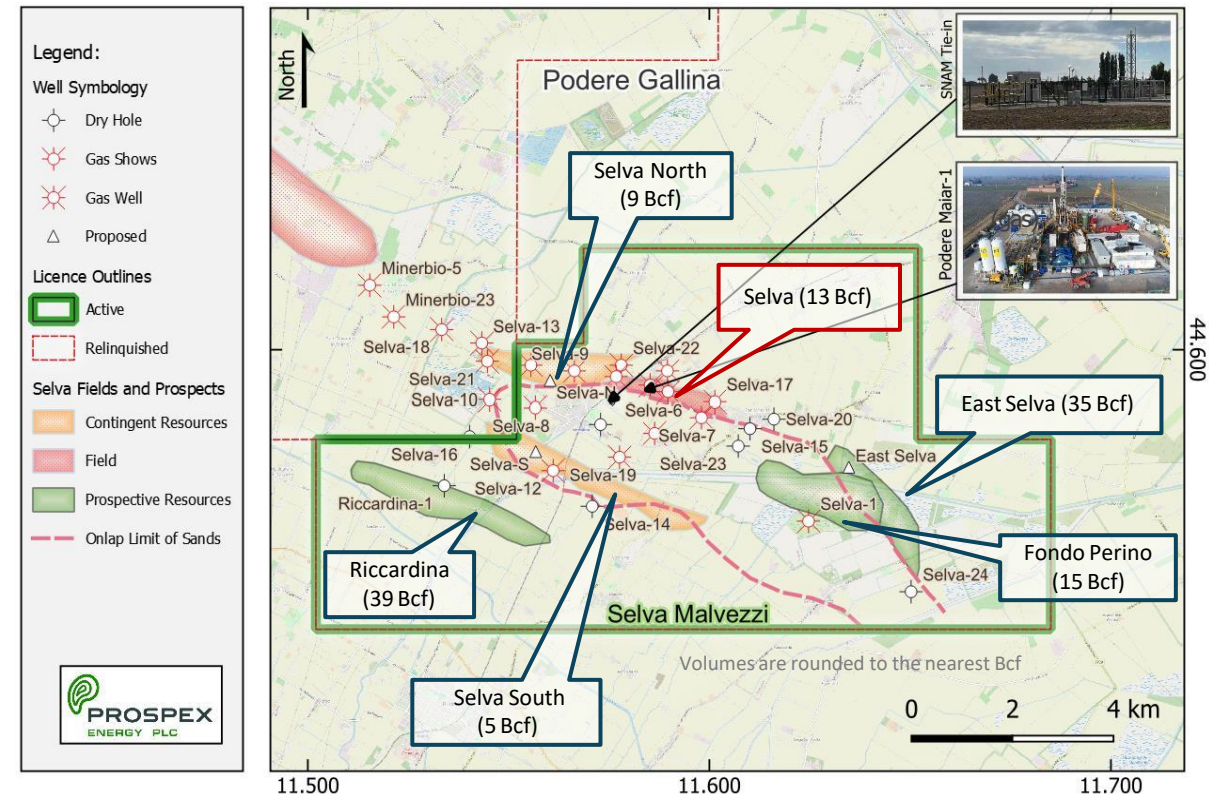 Legend:
Well Symbology
Dry Hole
Gas Shows
Gas Well
Proposed
Licence Outlines
Active
Relinquished
Selva Fields and Prospects
Contingent Resources
Field
Prospective Resources
Onlap Limit of Sands
PROSPEX
ENERGY PLC
North
Podere Gallina
SNAM Tie-in
Podere Maiar-1
Selva North
(9 Bcf)
Selva (13 Bcf)
East Selva (35 Bcf)
Minerbio-5
Minerbio-23
Selva-13
Selva-18
Selva-9
Selva-22
Selva-21
Selva-10
Selva-N
Selva-6
Selva-17
Selva-8
Selva-7
Selva-20
Selva-15
Selva-16
Selva-S
Selva-19
Selva-23
East Selva
Selva-12
Riccardina-1
Selva-1
Selva-14
Selva-24
Riccardina
(39 Bcf)
Fondo Perino
(15 Bcf)
Selva Malvezzi
Selva South
(5 Bcf)
Volumes are rounded to the nearest Bcf
0 2 4 km
44.600
11.500 11.600 11.700